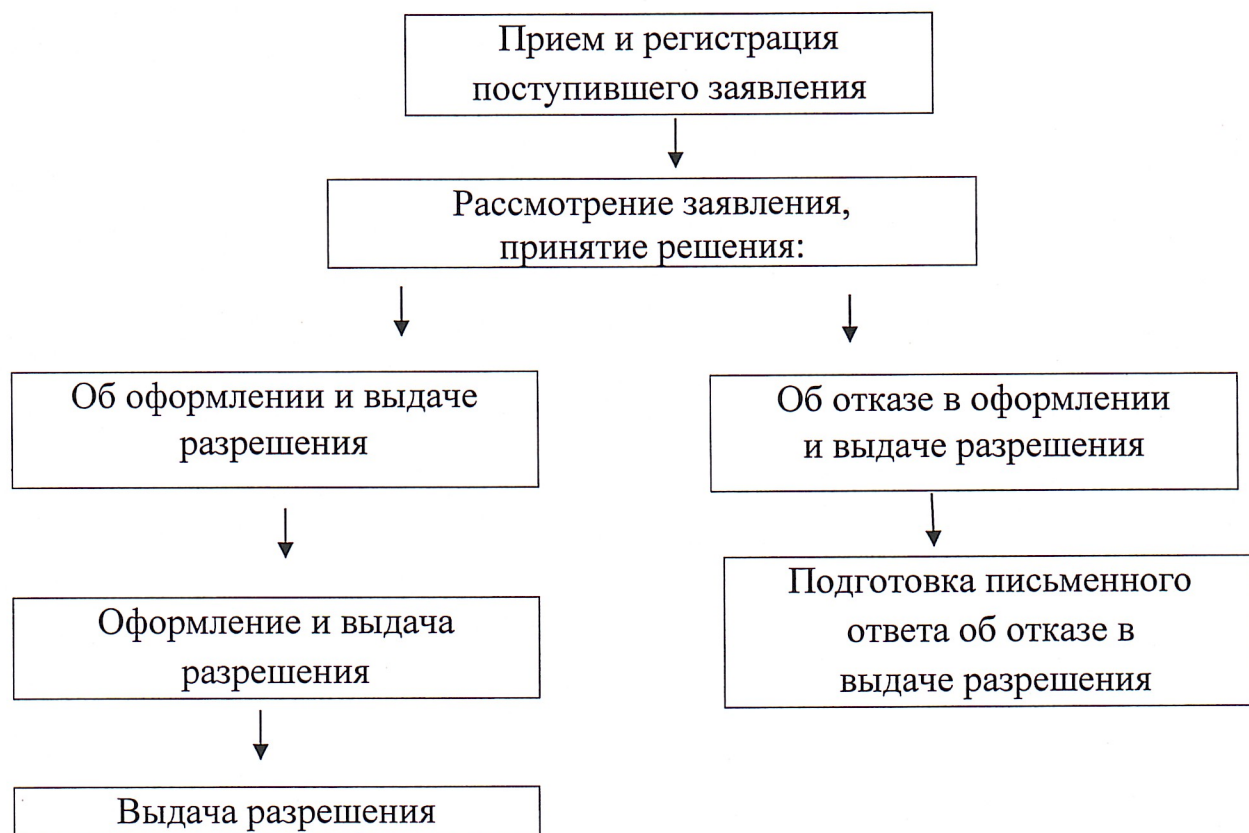 Прием и регистрация
поступившего заявления
Рассмотрение заявления,
принятие решения:
Об оформлении и выдаче
разрешения
Об отказе в оформлении
и выдаче разрешения
Оформление и выдача
разрешения
Подготовка письменного
ответа об отказе в
выдаче разрешения
Выдача разрешения